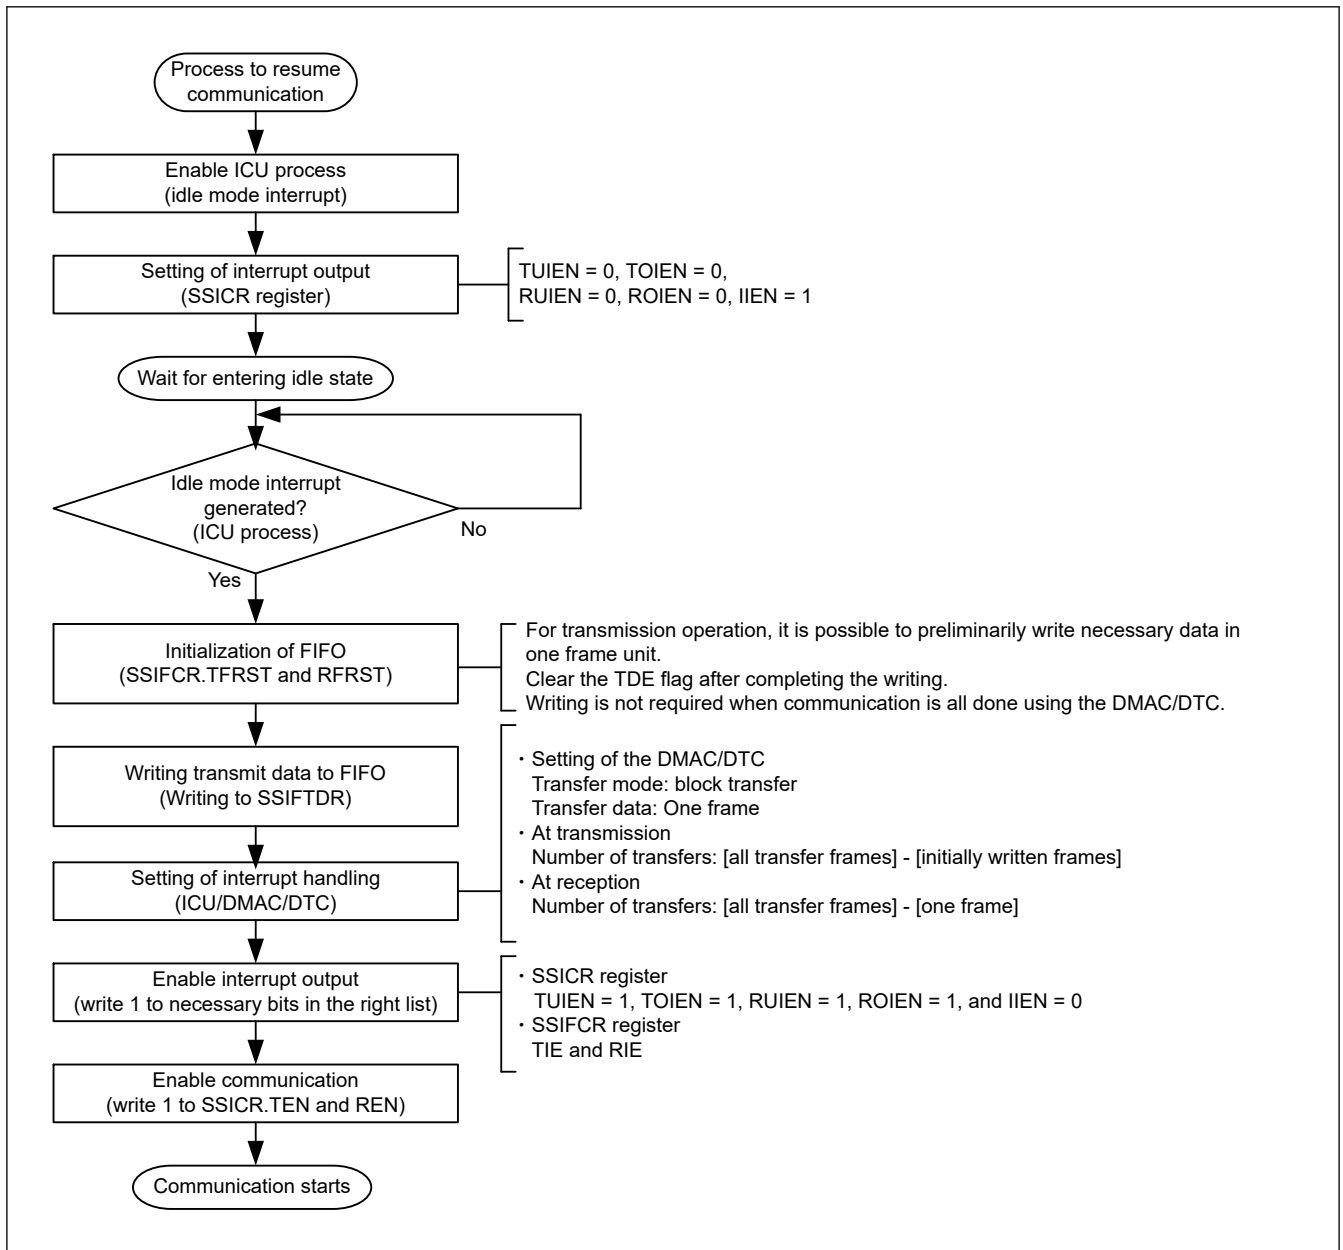 Process to resume
communication
Enable ICU process
(idle mode interrupt)
Setting of interrupt output
(SSICR register)
TUIEN = 0, TOIEN = 0,
RUIEN = 0, ROIEN = 0, IIEN = 1
Wait for entering idle state
Idle mode interrupt
generated?
(ICU process)
No
Yes
Initialization of FIFO
(SSIFCR.TFRST and RFRST)
For transmission operation, it is possible to preliminarily write necessary data in
one frame unit.
Clear the TDE flag after completing the writing.
Writing is not required when communication is all done using the DMAC/DTC.
Writing transmit data to FIFO
(Writing to SSIFTDR)
Setting of interrupt handling
(ICU/DMAC/DTC)
・Setting of the DMAC/DTC
Transfer mode: block transfer
Transfer data: One frame
・At transmission
Number of transfers: [all transfer frames] - [initially written frames]
・At reception
Number of transfers: [all transfer frames] - [one frame]
Enable interrupt output
(write 1 to necessary bits in the right list)
・SSICR register
TUIEN = 1, TOIEN = 1, RUIEN = 1, ROIEN = 1, and IIEN = 0
・SSIFCR register
TIE and RIE
Enable communication
(write 1 to SSICR.TEN and REN)
Communication starts